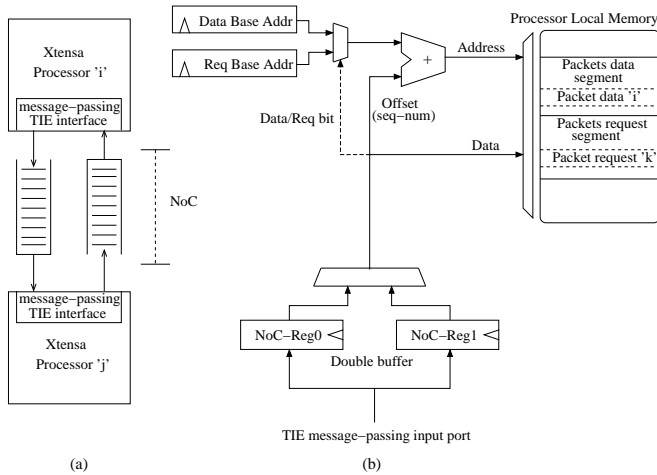 Xtensa
Processor 'i'
message−passing
TIE interface
NoC
message−passing
TIE interface
Xtensa
Processor 'j'
(a)
Data Base Addr
Req Base Addr
Data/Req bit
Offset
(seq−num)
+
Address
Data
Processor Local Memory
Packets data
segment
Packet data 'i'
Packets request
segment
Packet request 'k'
NoC−Reg0
NoC−Reg1
Double buffer
TIE message−passing input port
(b)